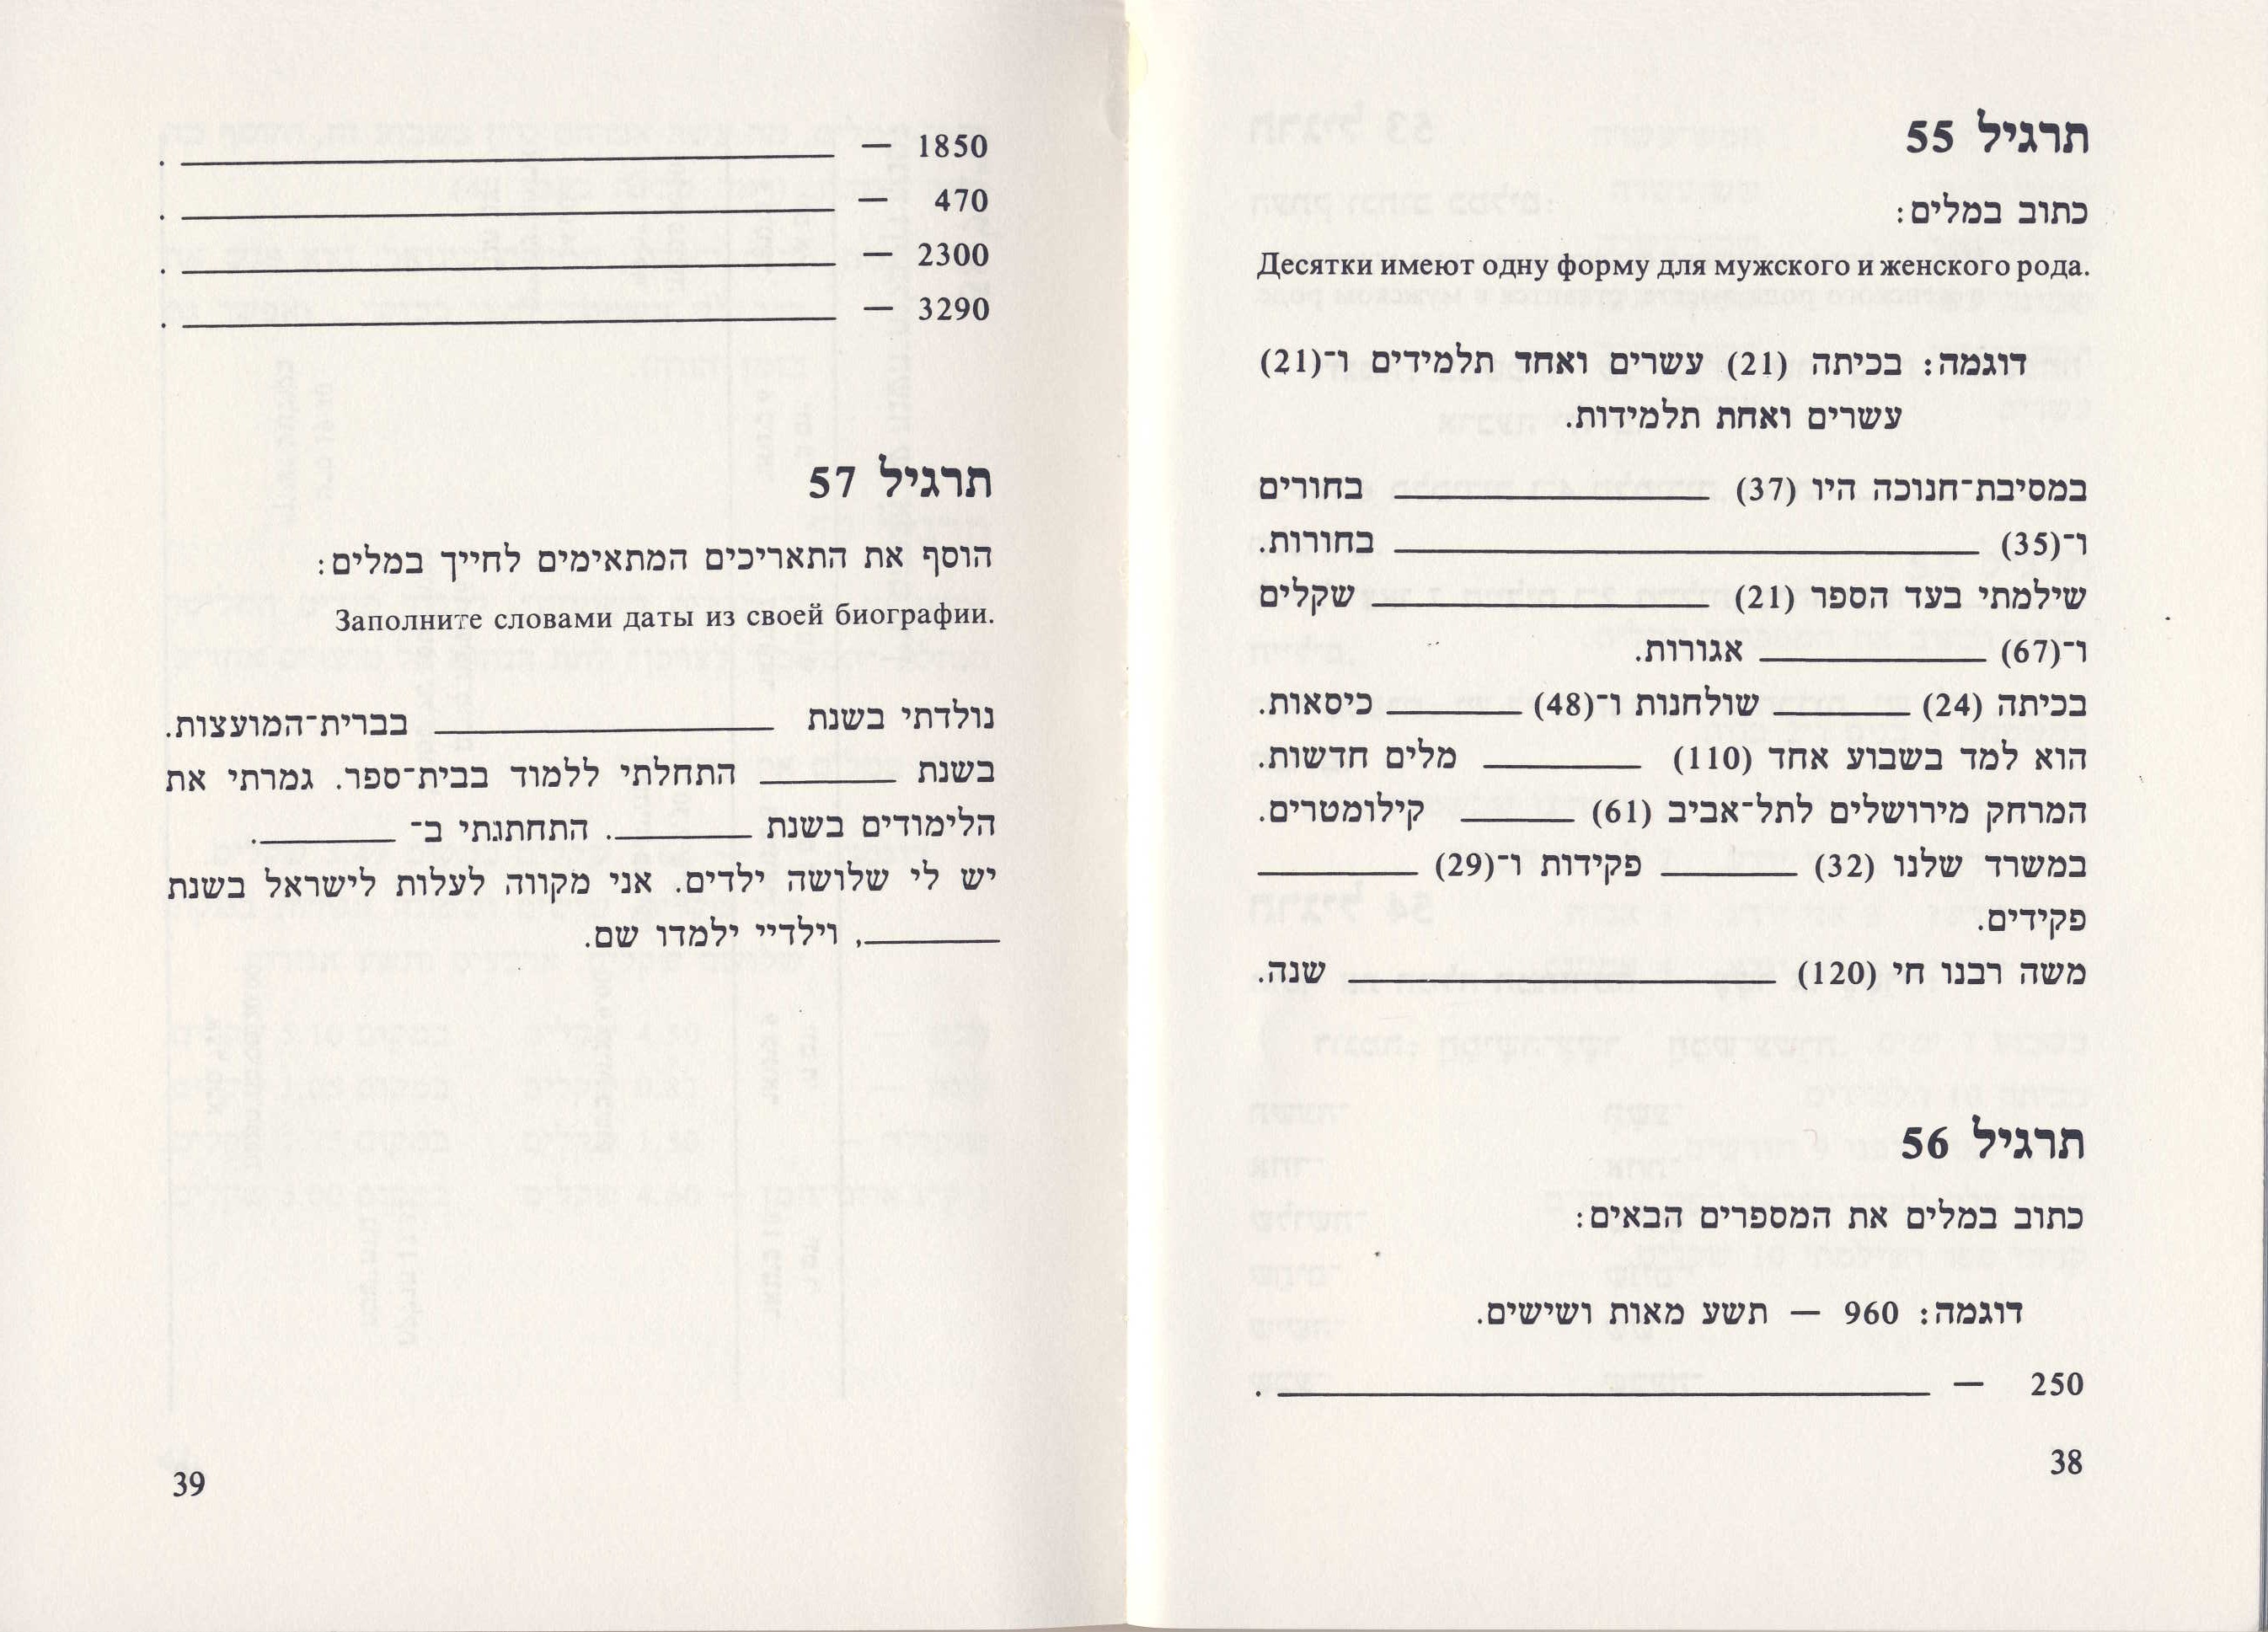 תרגיל 55
כתוב במלים:
Десятки имеют одну форму для мужского и женского рода.
דוגמה: בכיתה (21) עשרים ואחד תלמידים ו־(21)
עשרים ואחת תלמידות.
במסיבת־חנוכה היו (37) ________ בחורים
ו־(35) ________ בחורות.
שילמתי בעד הספר (21) ________ שקלים
ו־(67) ________ אגורות.
בכיתה (24) ________ שולחנות ו־(48) ________ כיסאות.
הוא למד בשבוע אחד (110) ________ מלים חדשות.
המרחק מירושלים לתל־אביב (61) ________ קילומטרים.
במשרד שלנו (32) ________ פקידות ו־(29) ________
פקידים.
משה רבנו חי (120) ________ שנה.
תרגיל 56
כתוב במלים את המספרים הבאים:
דוגמה: 960 — תשע מאות ושישים.
250 — ________ .
38
1850 — ________ .
470 — ________ .
2300 — ________ .
3290 — ________ .
תרגיל 57
הוסף את התאריכים המתאימים לחייך במלים:
Заполните словами даты из своей биографии.
נולדתי בשנת ________ בברית־המועצות.
בשנת ________ התחלתי ללמוד בבית־ספר. גמרתי את
הלימודים בשנת ________. התחתנתי ב־ ________.
יש לי שלושה ילדים. אני מקווה לעלות לישראל בשנת
________, וילדיי ילמדו שם.
39